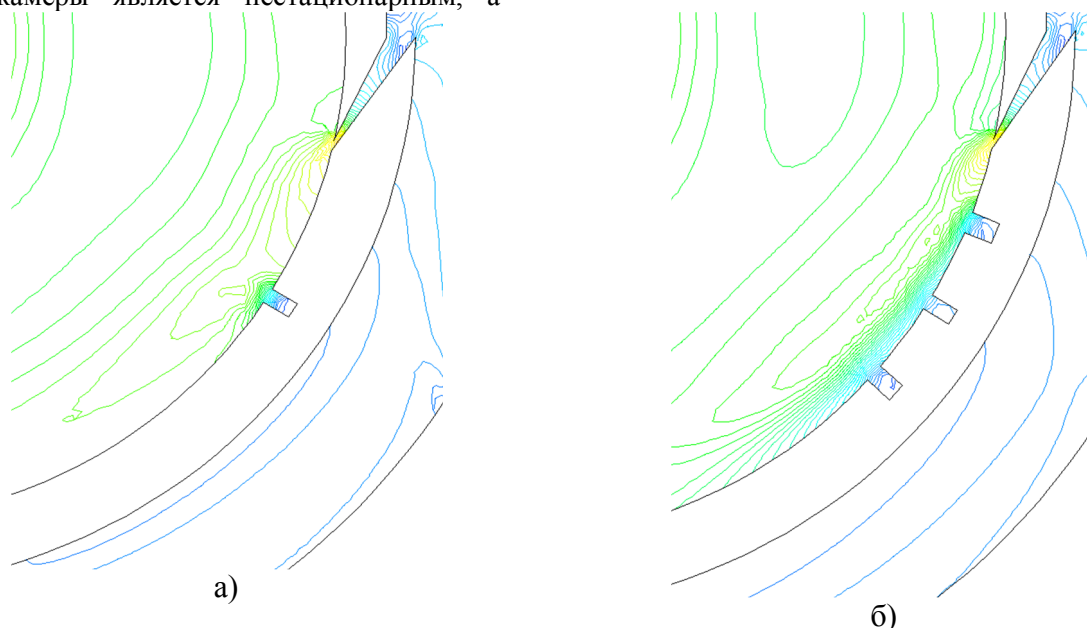 камеры является нестационарным, а
а)
б)